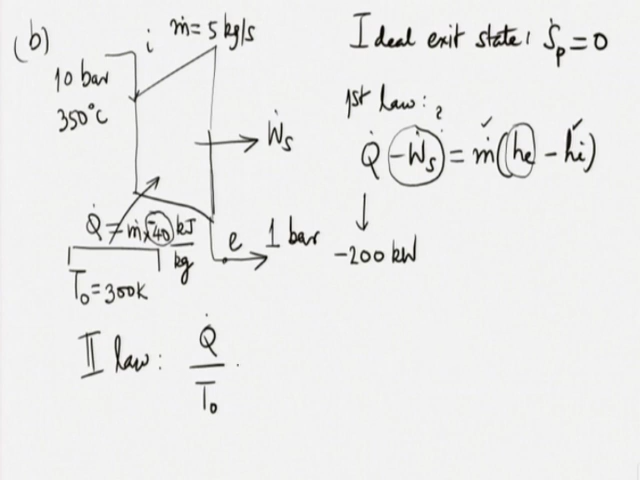 (b)
i ṁ = 5 kg/s
10 bar
350°C
Ẇs
Q̇ = ṁ × -40 kJ/kg
T₀ = 300K
e 1 bar
II law: Q̇/T₀
Ideal exit state: Ṡp = 0
1st law: ?
Q̇ - Ẇs = ṁ(he - hi)
↓
-200 kW